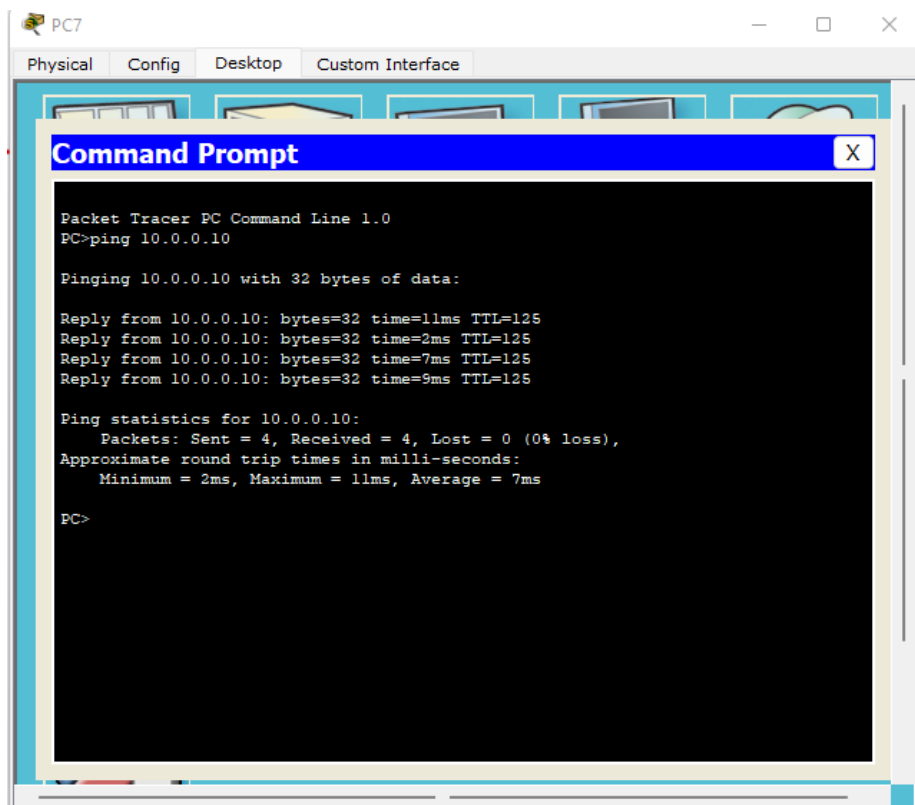 PC7
Physical Config Desktop Custom Interface
Command Prompt X
Packet Tracer PC Command Line 1.0
PC>ping 10.0.0.10
Pinging 10.0.0.10 with 32 bytes of data:
Reply from 10.0.0.10: bytes=32 time=11ms TTL=125
Reply from 10.0.0.10: bytes=32 time=2ms TTL=125
Reply from 10.0.0.10: bytes=32 time=7ms TTL=125
Reply from 10.0.0.10: bytes=32 time=9ms TTL=125
Ping statistics for 10.0.0.10:
Packets: Sent = 4, Received = 4, Lost = 0 (0% loss),
Approximate round trip times in milli-seconds:
Minimum = 2ms, Maximum = 11ms, Average = 7ms
PC>